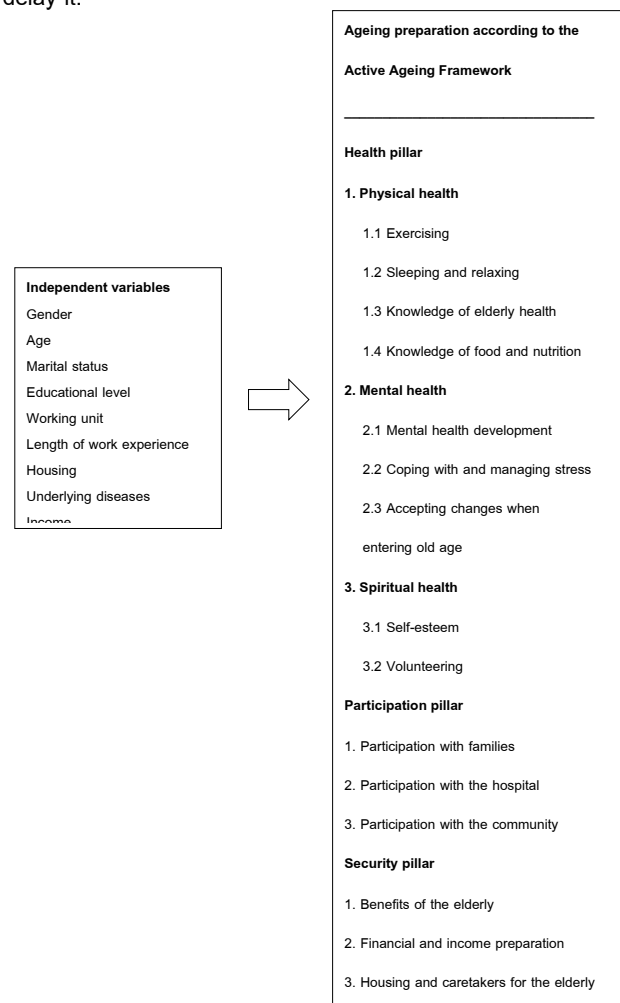 delay it.
Independent variables
Gender
Age
Marital status
Educational level
Working unit
Length of work experience
Housing
Underlying diseases
Income
Ageing preparation according to the
Active Ageing Framework
Health pillar
1. Physical health
1.1 Exercising
1.2 Sleeping and relaxing
1.3 Knowledge of elderly health
1.4 Knowledge of food and nutrition
2. Mental health
2.1 Mental health development
2.2 Coping with and managing stress
2.3 Accepting changes when
entering old age
3. Spiritual health
3.1 Self-esteem
3.2 Volunteering
Participation pillar
1. Participation with families
2. Participation with the hospital
3. Participation with the community
Security pillar
1. Benefits of the elderly
2. Financial and income preparation
3. Housing and caretakers for the elderly